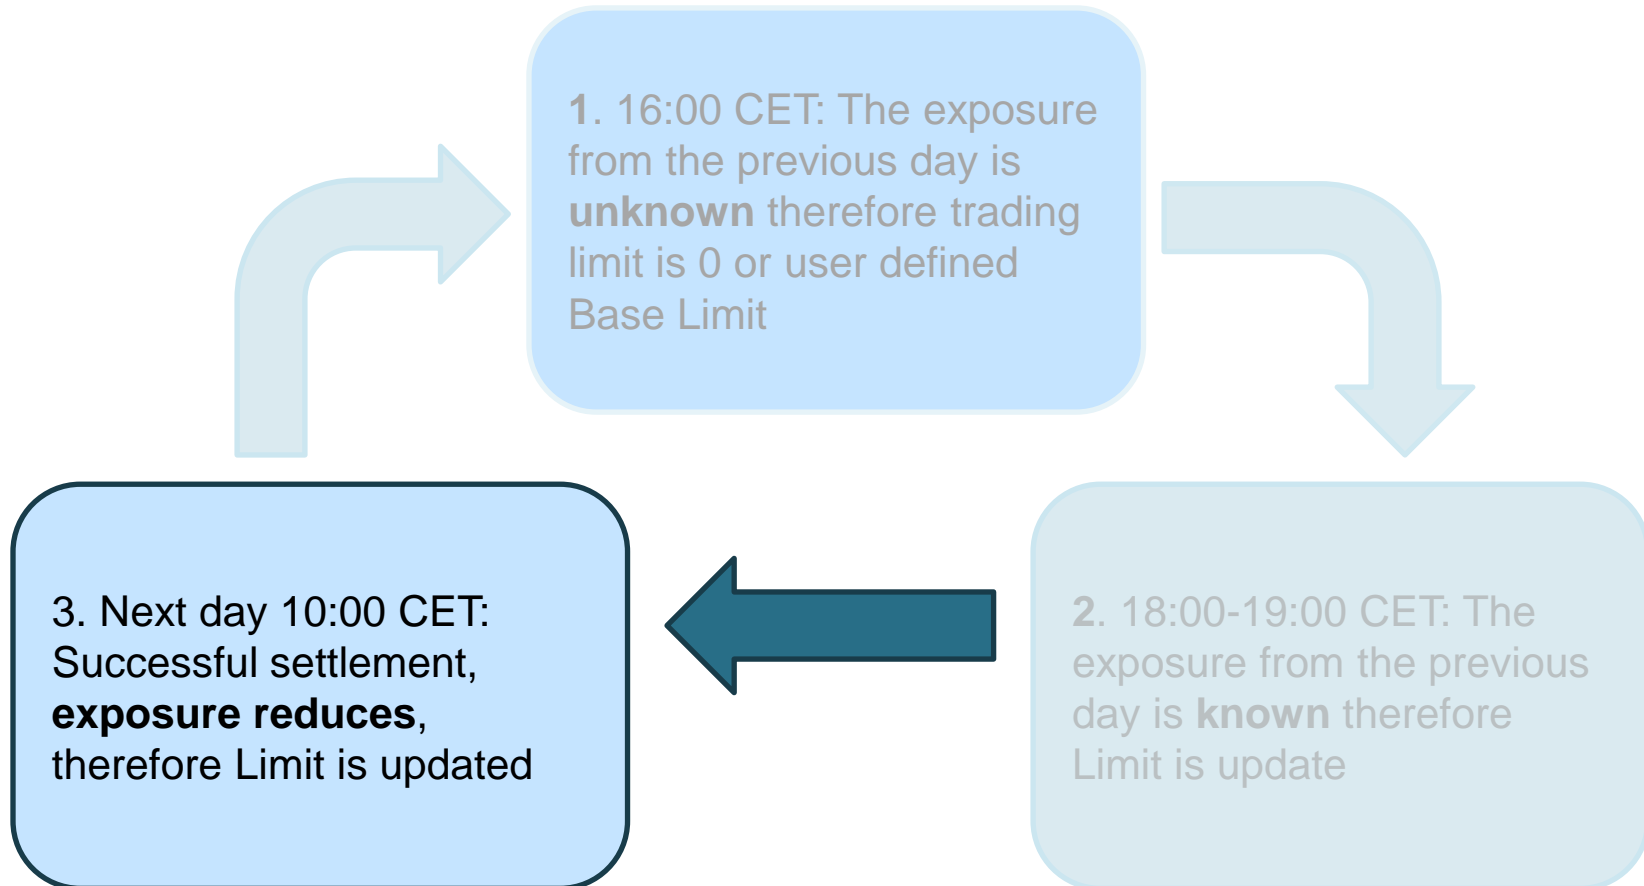 1. 16:00 CET: The exposure
from the previous day is
unknown therefore trading
limit is 0 or user defined
Base Limit
3. Next day 10:00 CET:
Successful settlement,
exposure reduces,
therefore Limit is updated
2. 18:00-19:00 CET: The
exposure from the previous
day is known therefore
Limit is update